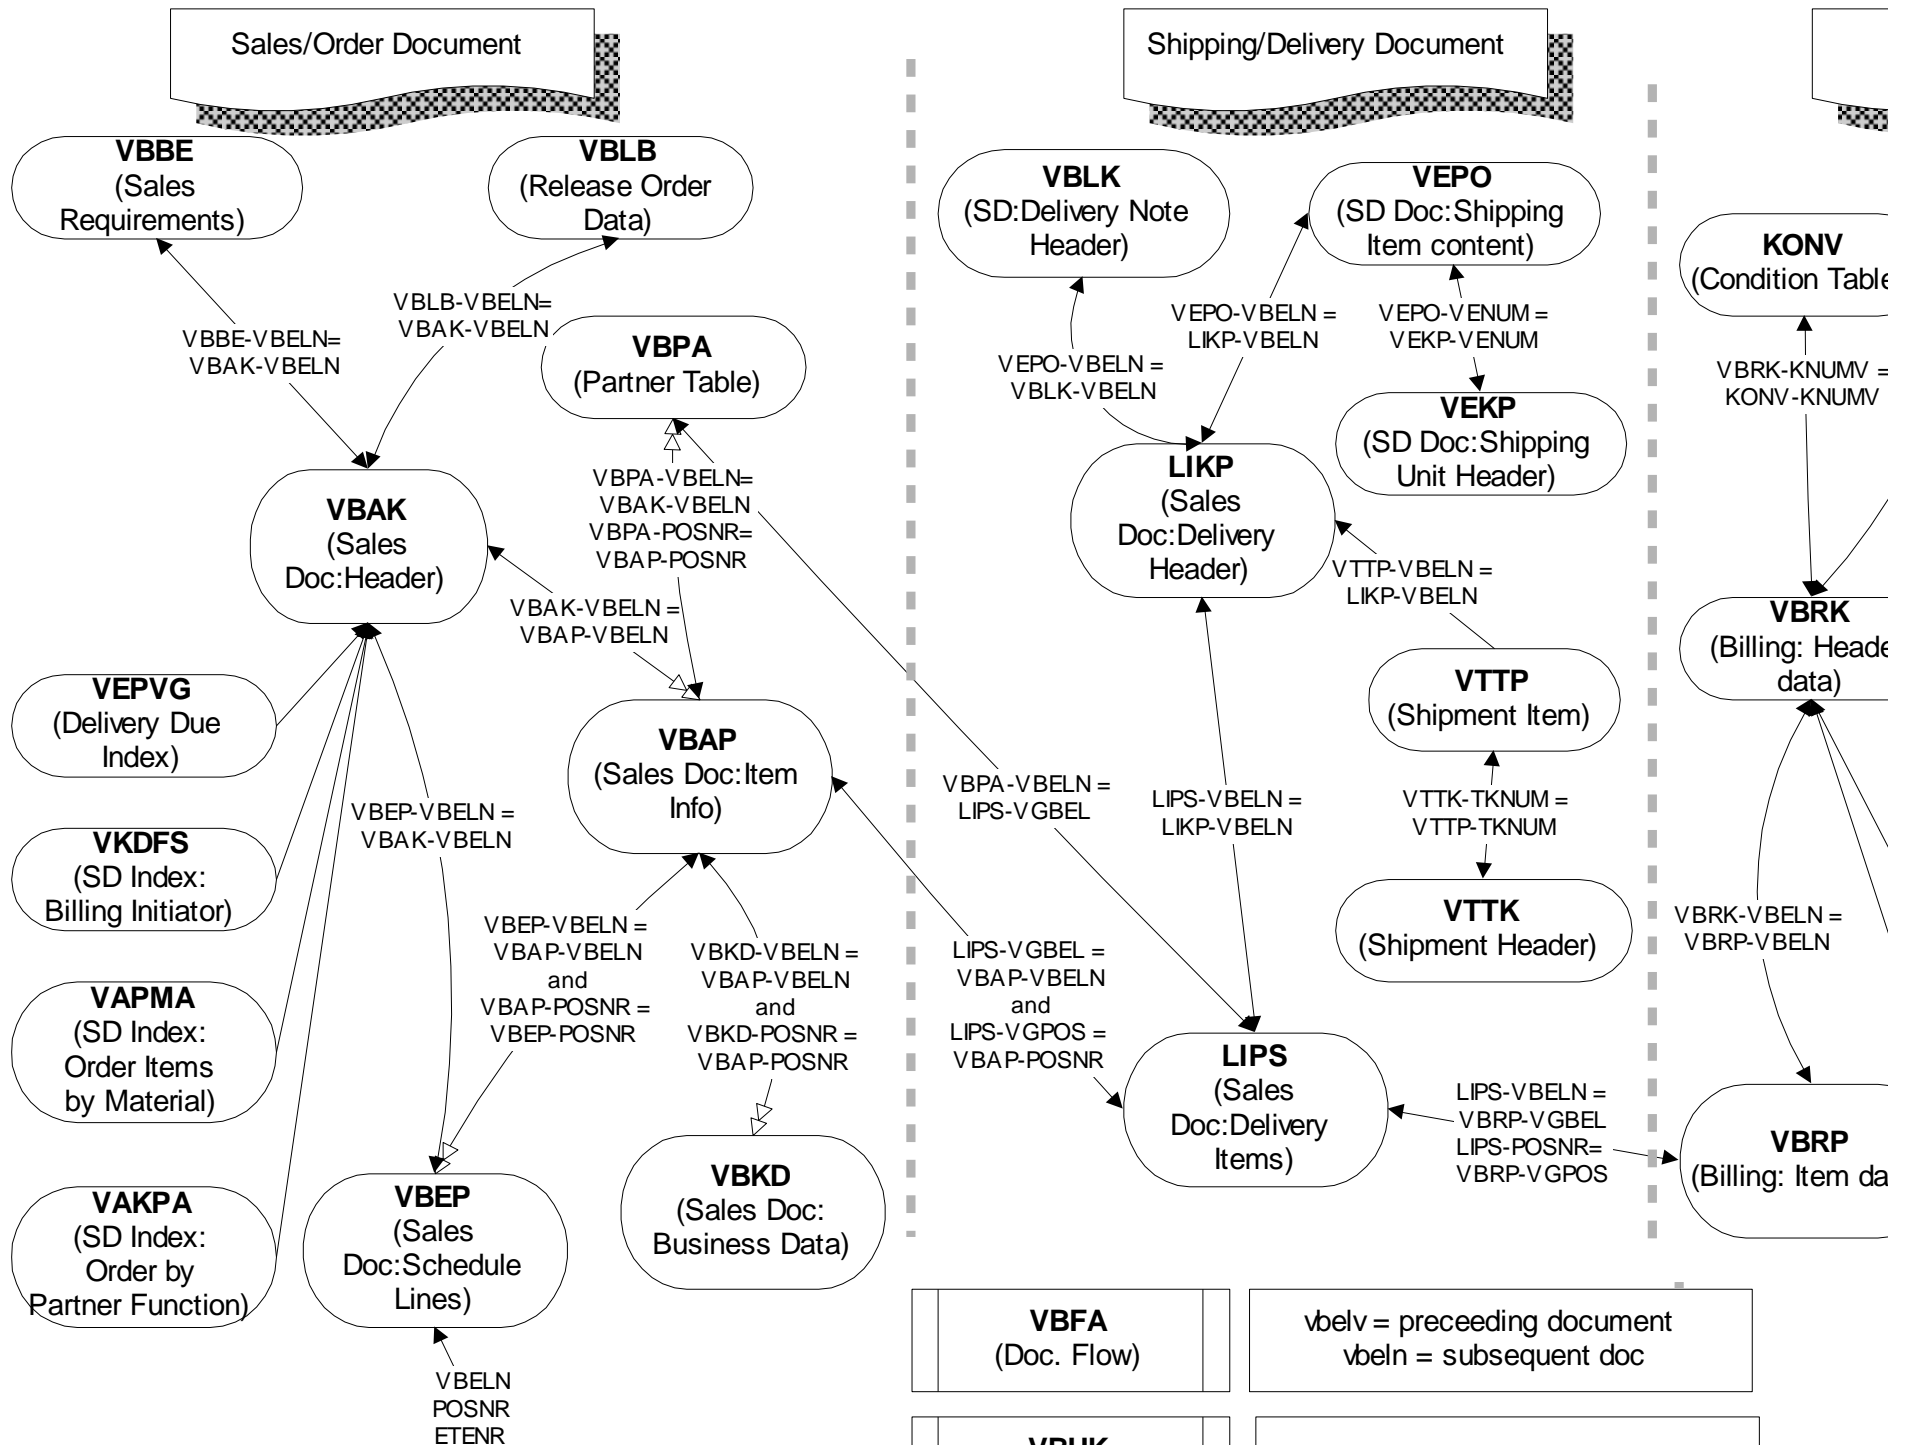 Sales/Order Document
Shipping/Delivery Document
VBBE
(Sales
Requirements)
VBLB
(Release Order
Data)
VBLB-VBELN=
VBAK-VBELN
VBBE-VBELN=
VBAK-VBELN
VBPA
(Partner Table)
VBPA-VBELN=
VBAK-VBELN
VBPA-POSNR=
VBAP-POSNR
VBAK
(Sales
Doc:Header)
VBAK-VBELN =
VBAP-VBELN
VEPVG
(Delivery Due
Index)
VBAP
(Sales Doc:Item
Info)
VKDFS
(SD Index:
Billing Initiator)
VBEP-VBELN =
VBAK-VBELN
VAPMA
(SD Index:
Order Items
by Material)
VBEP-VBELN =
VBAP-VBELN
and
VBAP-POSNR =
VBEP-POSNR
VBKD-VBELN =
VBAP-VBELN
and
VBKD-POSNR =
VBAP-POSNR
VAKPA
(SD Index:
Order by
Partner Function)
VBEP
(Sales
Doc:Schedule
Lines)
VBKD
(Sales Doc:
Business Data)
VBELN
POSNR
ETENR
VBLK
(SD:Delivery Note
Header)
VEPO
(SD Doc:Shipping
Item content)
VEPO-VBELN =
LIKP-VBELN
VEPO-VENUM =
VEKP-VENUM
VEPO-VBELN =
VBLK-VBELN
VEKP
(SD Doc:Shipping
Unit Header)
LIKP
(Sales
Doc:Delivery
Header)
VTTP-VBELN =
LIKP-VBELN
VTTP
(Shipment Item)
VBPA-VBELN =
LIPS-VGBEL
LIPS-VBELN =
LIKP-VBELN
VTTK-TKNUM =
VTTP-TKNUM
VTTK
(Shipment Header)
LIPS-VGBEL =
VBAP-VBELN
and
LIPS-VGPOS =
VBAP-POSNR
LIPS
(Sales
Doc:Delivery
Items)
LIPS-VBELN =
VBRP-VGBEL
LIPS-POSNR=
VBRP-VGPOS
KONV
(Condition Table
VBRK-KNUMV =
KONV-KNUMV
VBRK
(Billing: Heade
data)
VBRK-VBELN =
VBRP-VBELN
VBRP
(Billing: Item da
VBFA
(Doc. Flow)
vbelv = preceeding document
vbeln = subsequent doc